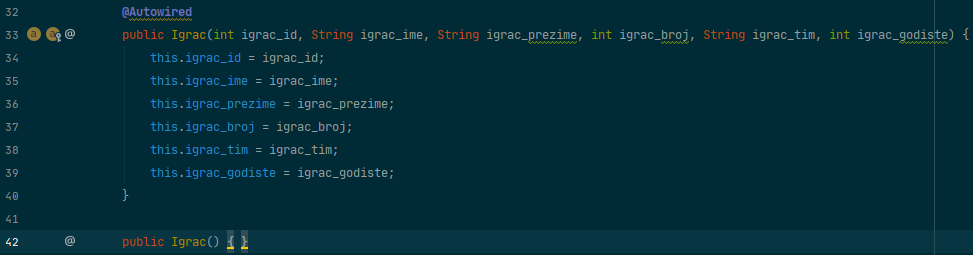 32 @Autowired
33 a a @ public Igrac(int igrac_id, String igrac_ime, String igrac_prezime, int igrac_broj, String igrac_tim, int igrac_godiste) {
34 this.igrac_id = igrac_id;
35 this.igrac_ime = igrac_ime;
36 this.igrac_prezime = igrac_prezime;
37 this.igrac_broj = igrac_broj;
38 this.igrac_tim = igrac_tim;
39 this.igrac_godiste = igrac_godiste;
40 }
41
42 @ public Igrac() { }